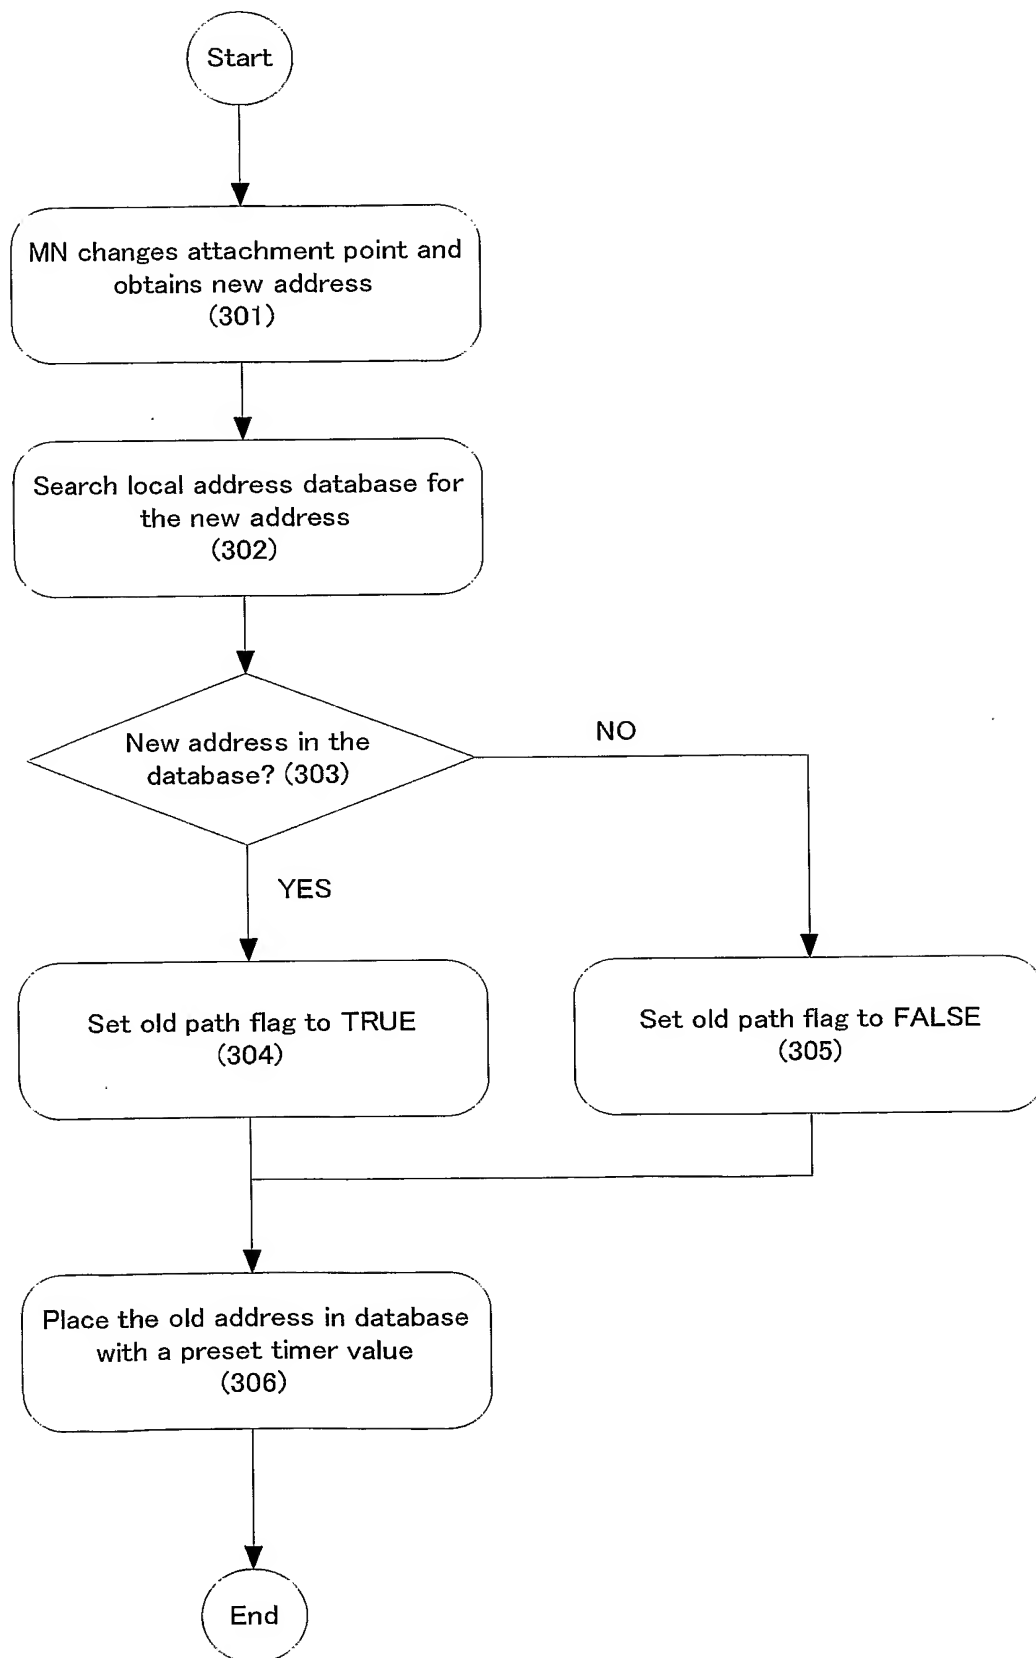 Start
MN changes attachment point and
obtains new address
(301)
Search local address database for
the new address
(302)
New address in the
database? (303)
NO
YES
Set old path flag to TRUE
(304)
Set old path flag to FALSE
(305)
Place the old address in database
with a preset timer value
(306)
End